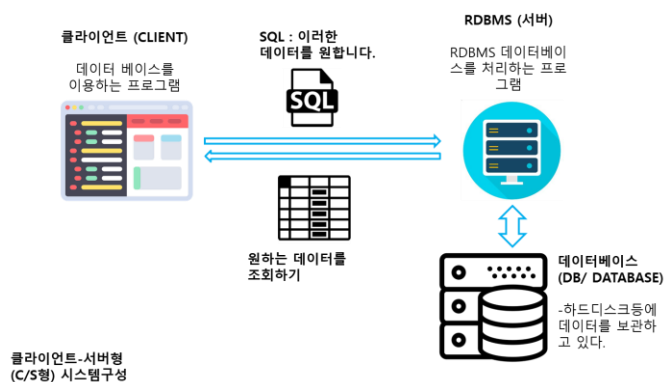 클라이언트 (CLIENT)
데이터 베이스를
이용하는 프로그램
SQL : 이러한
데이터를 원합니다.
SQL
RDBMS (서버)
RDBMS 데이터베이
스를 처리하는 프로
그램
원하는 데이터를
조회하기
데이터베이스
(DB/ DATABASE)
-하드디스크등에
데이터를 보관하
고 있다.
클라이언트-서버형
(C/S형) 시스템구성